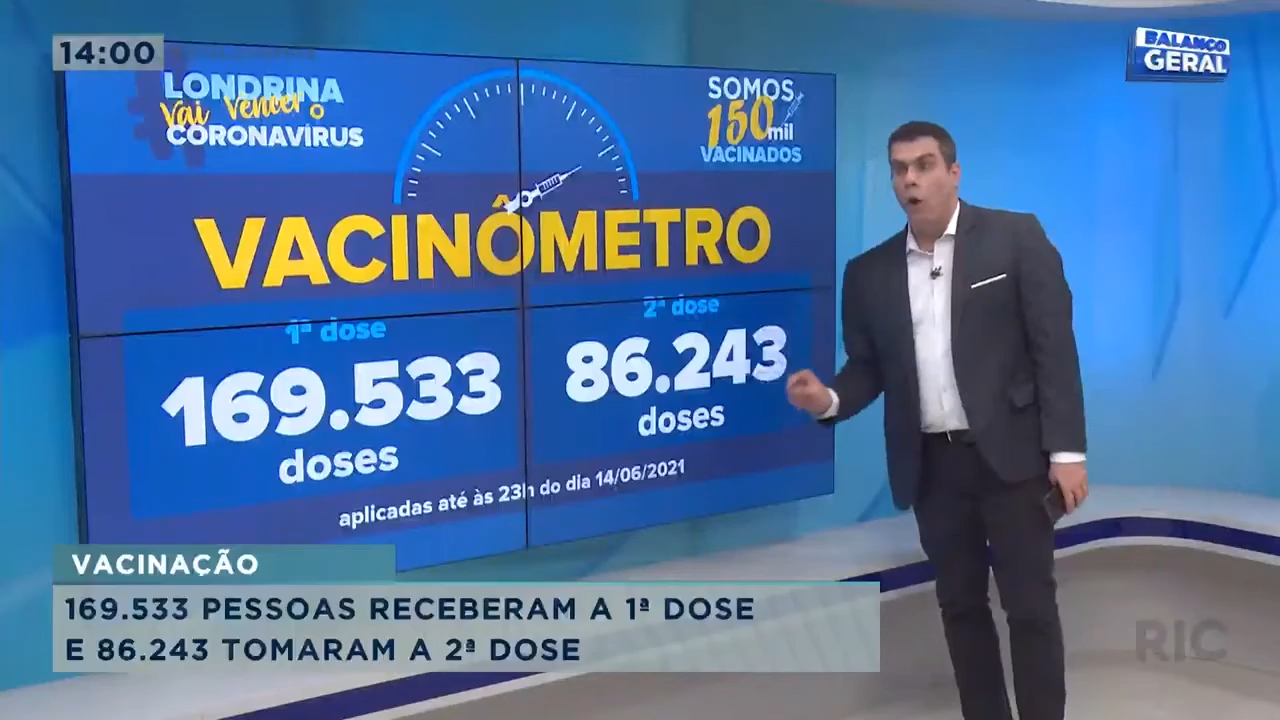 14:00
BALANÇO
GERAL
#LONDRINA
Vai Vencer o
CORONAVÍRUS
SOMOS
150 mil
VACINADOS
VACINÔMETRO
1ª dose
169.533
doses
2ª dose
86.243
doses
aplicadas até às 23h do dia 14/06/2021
VACINAÇÃO
169.533 PESSOAS RECEBERAM A 1ª DOSE
E 86.243 TOMARAM A 2ª DOSE
RIC